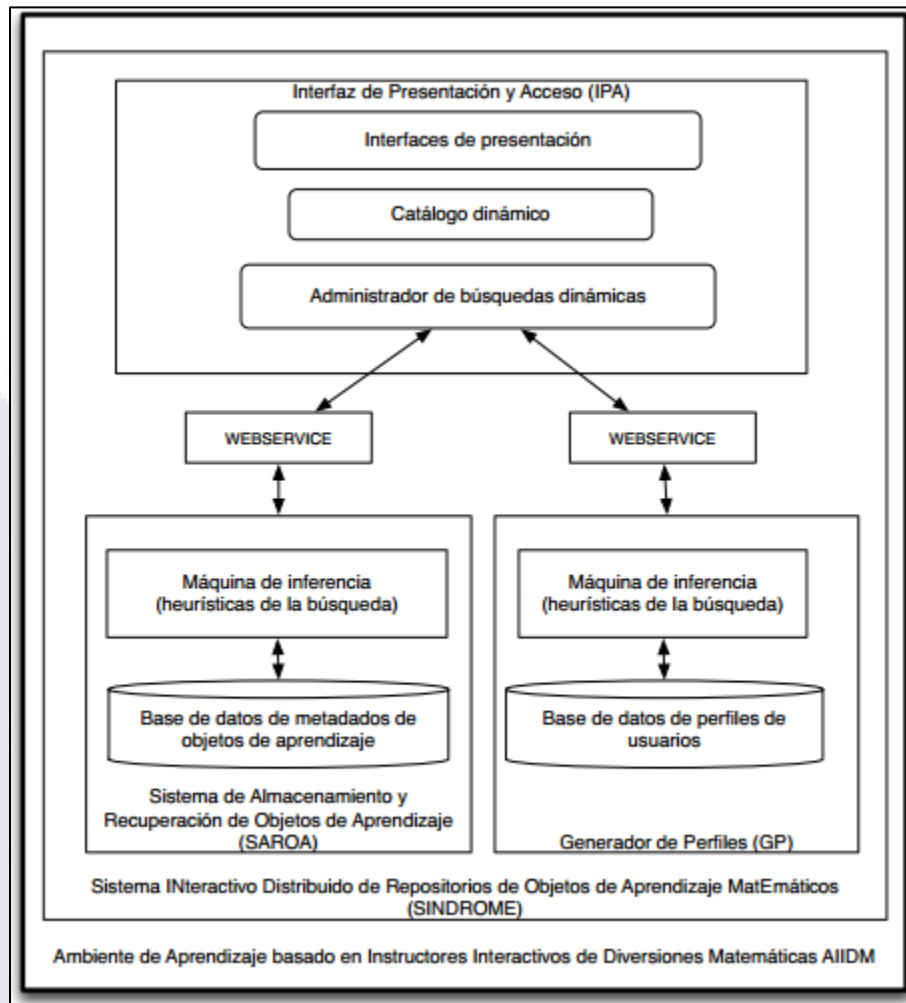 Interfaz de Presentación y Acceso (IPA)
Interfaces de presentación
Catálogo dinámico
Administrador de búsquedas dinámicas
WEBSERVICE
WEBSERVICE
Máquina de inferencia
(heurísticas de la búsqueda)
Base de datos de metadados de
objetos de aprendizaje
Sistema de Almacenamiento y
Recuperación de Objetos de Aprendizaje
(SAROA)
Máquina de inferencia
(heurísticas de la búsqueda)
Base de datos de perfiles de
usuarios
Generador de Perfiles (GP)
Sistema INteractivo Distribuido de Repositorios de Objetos de Aprendizaje MatEmáticos
(SINDROME)
Ambiente de Aprendizaje basado en Instructores Interactivos de Diversiones Matemáticas AIIDM